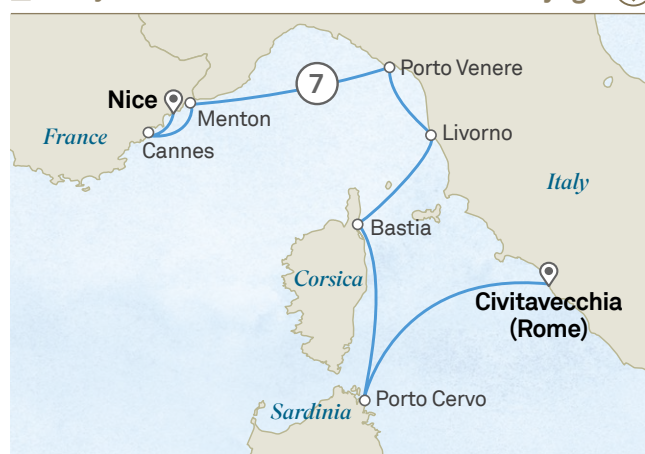 7
Porto Venere
Nice
Menton
France
Cannes
Livorno
Italy
Bastia
Corsica
Civitavecchia
(Rome)
Porto Cervo
Sardinia